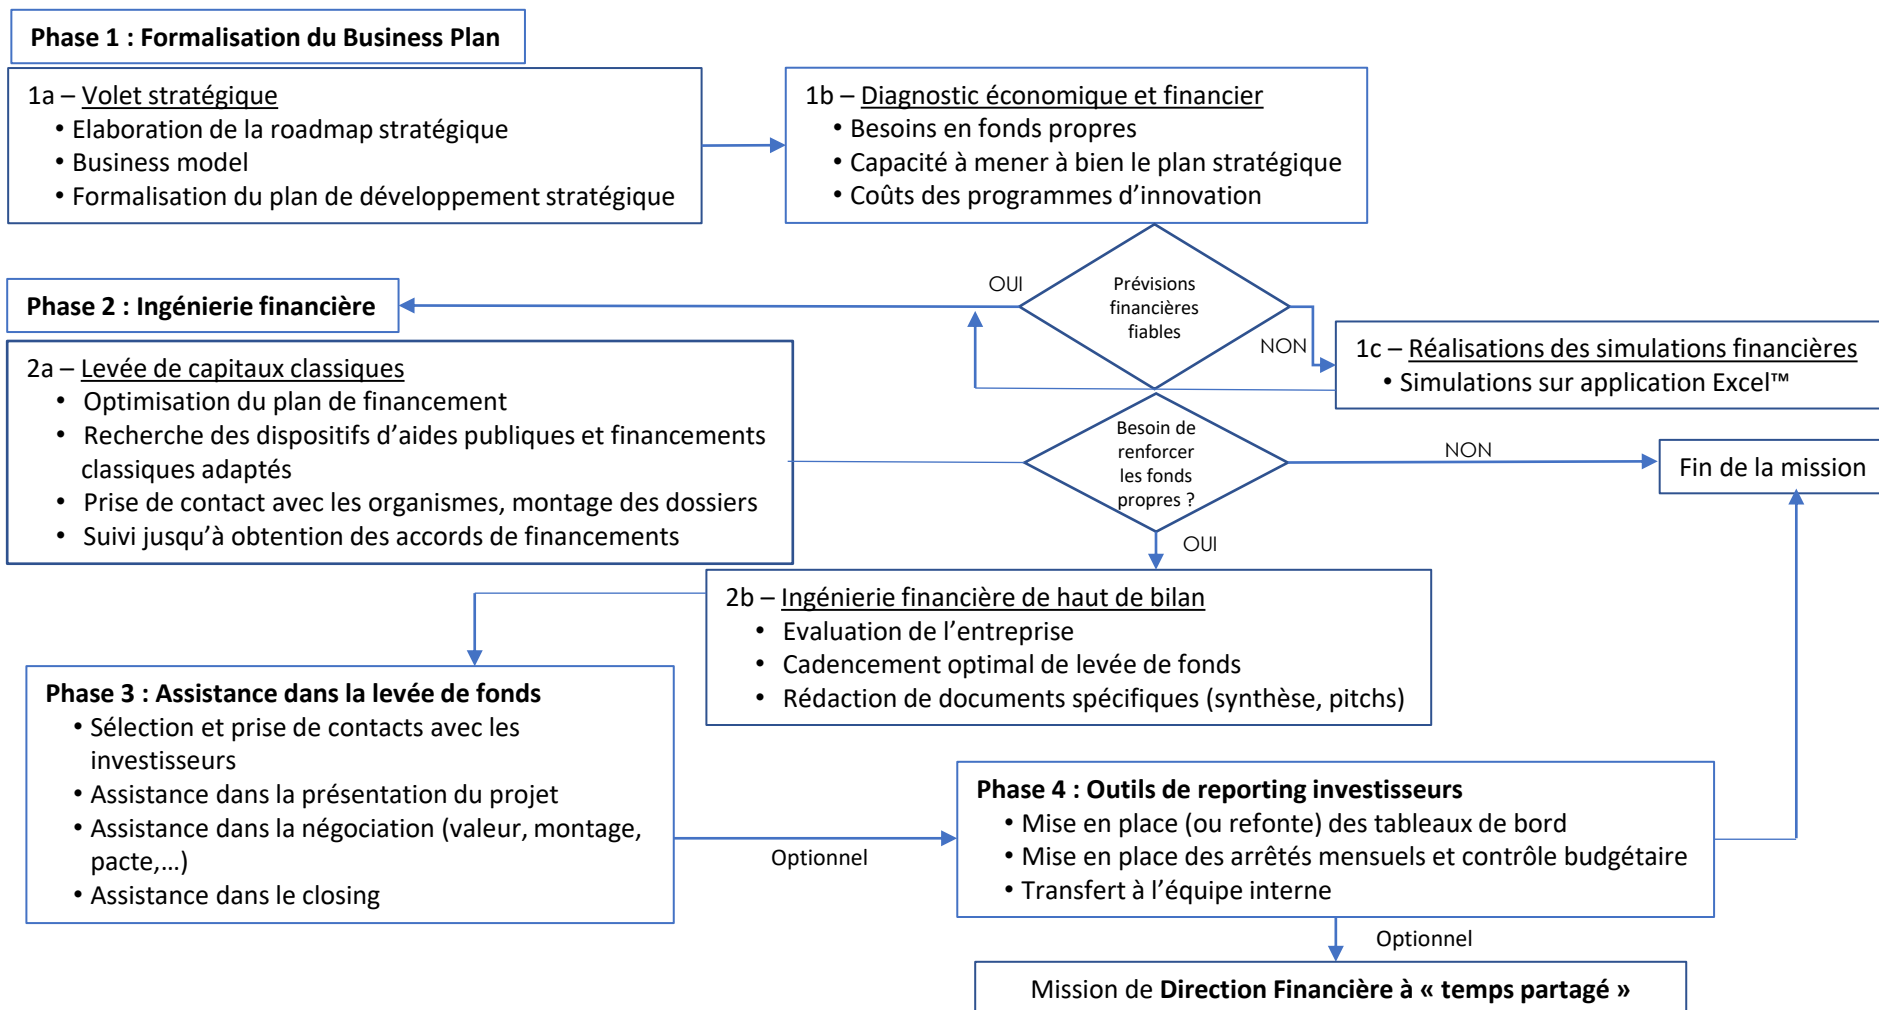 Phase 1 : Formalisation du Business Plan
1a – Volet stratégique
• Elaboration de la roadmap stratégique
• Business model
• Formalisation du plan de développement stratégique
1b – Diagnostic économique et financier
• Besoins en fonds propres
• Capacité à mener à bien le plan stratégique
• Coûts des programmes d’innovation
Prévisions
financières
fiables
OUI
NON
Phase 2 : Ingénierie financière
1c – Réalisations des simulations financières
• Simulations sur application Excel™
2a – Levée de capitaux classiques
• Optimisation du plan de financement
• Recherche des dispositifs d’aides publiques et financements
classiques adaptés
• Prise de contact avec les organismes, montage des dossiers
• Suivi jusqu’à obtention des accords de financements
Besoin de
renforcer
les fonds
propres ?
NON
Fin de la mission
OUI
2b – Ingénierie financière de haut de bilan
• Evaluation de l’entreprise
• Cadencement optimal de levée de fonds
• Rédaction de documents spécifiques (synthèse, pitchs)
Phase 3 : Assistance dans la levée de fonds
• Sélection et prise de contacts avec les
investisseurs
• Assistance dans la présentation du projet
• Assistance dans la négociation (valeur, montage,
pacte,…)
• Assistance dans le closing
Optionnel
Phase 4 : Outils de reporting investisseurs
• Mise en place (ou refonte) des tableaux de bord
• Mise en place des arrêtés mensuels et contrôle budgétaire
• Transfert à l’équipe interne
Optionnel
Mission de Direction Financière à « temps partagé »